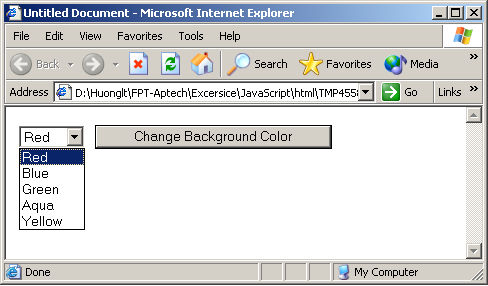 Untitled Document - Microsoft Internet Explorer
File Edit View Favorites Tools Help
Back Search Favorites Media
Address D:\Huonglt\FPT-Aptech\Excersice\JavaScript\html\TMP4558 Go Links
Red Change Background Color
Red
Blue
Green
Aqua
Yellow
Done My Computer